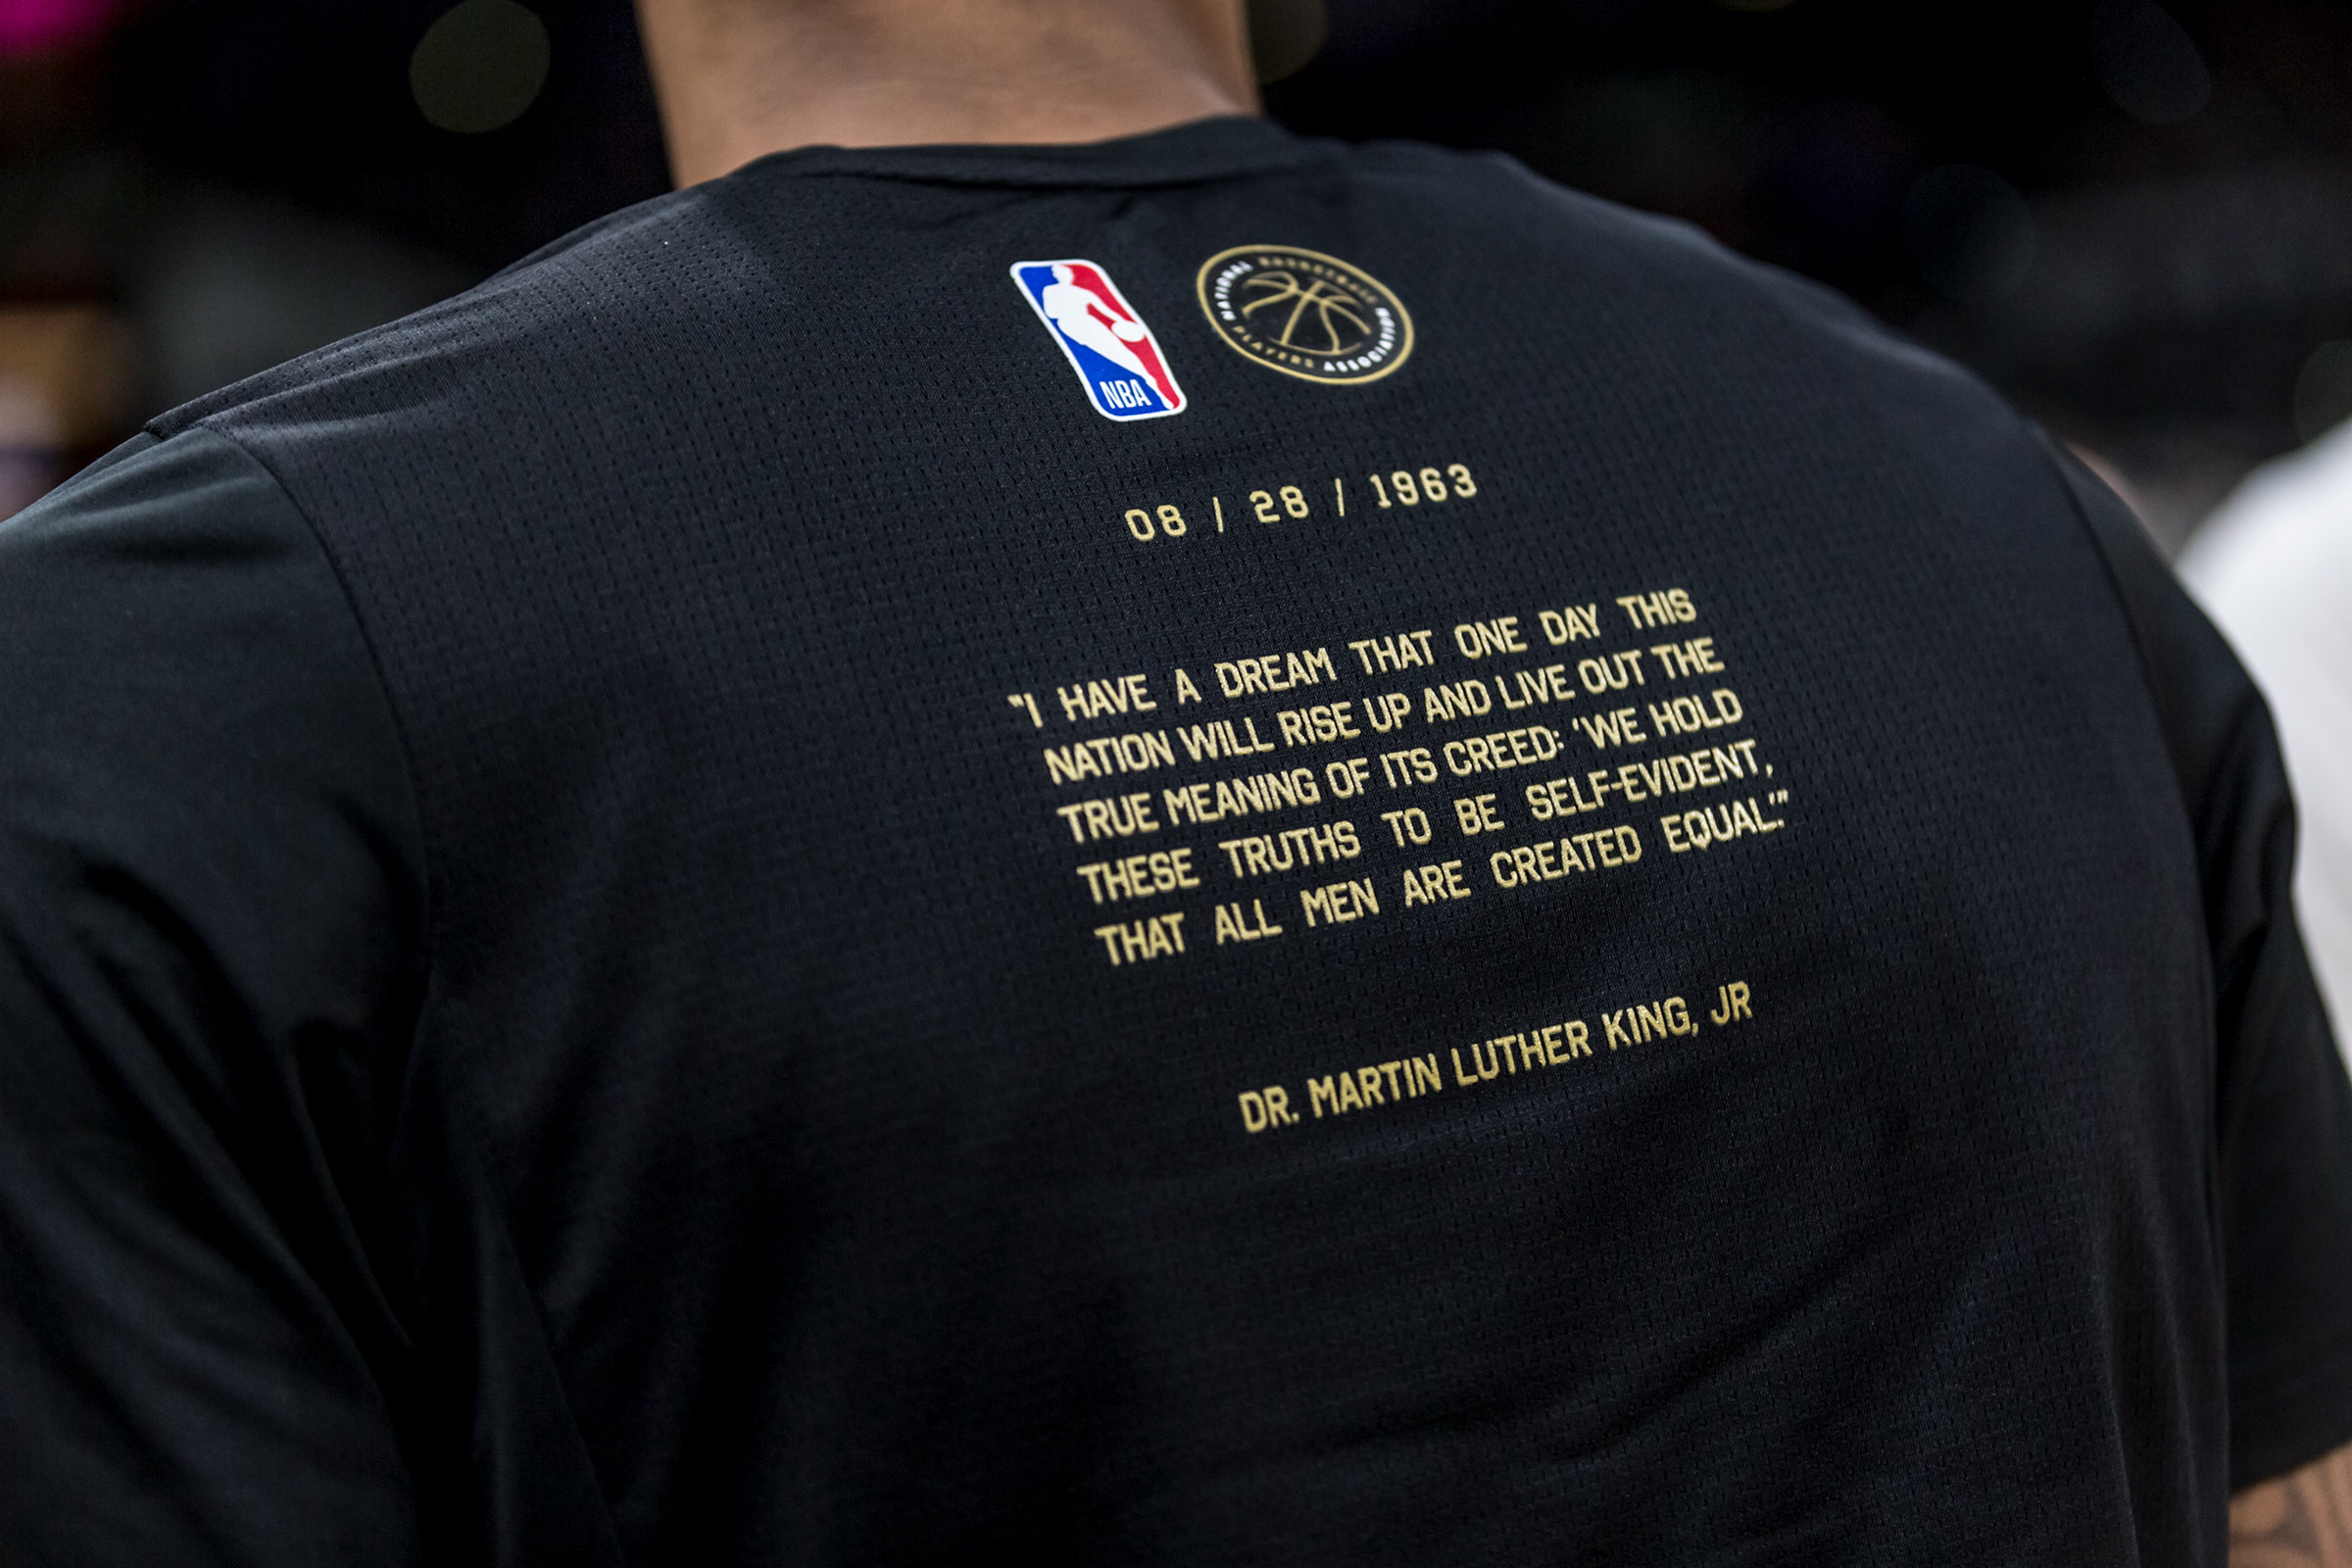 NBA
NATIONAL BASKETBALL
PLAYERS ASSOCIATION
08 / 28 / 1963
“I HAVE A DREAM THAT ONE DAY THIS
NATION WILL RISE UP AND LIVE OUT THE
TRUE MEANING OF ITS CREED: ‘WE HOLD
THESE TRUTHS TO BE SELF-EVIDENT,
THAT ALL MEN ARE CREATED EQUAL.’”
DR. MARTIN LUTHER KING, JR